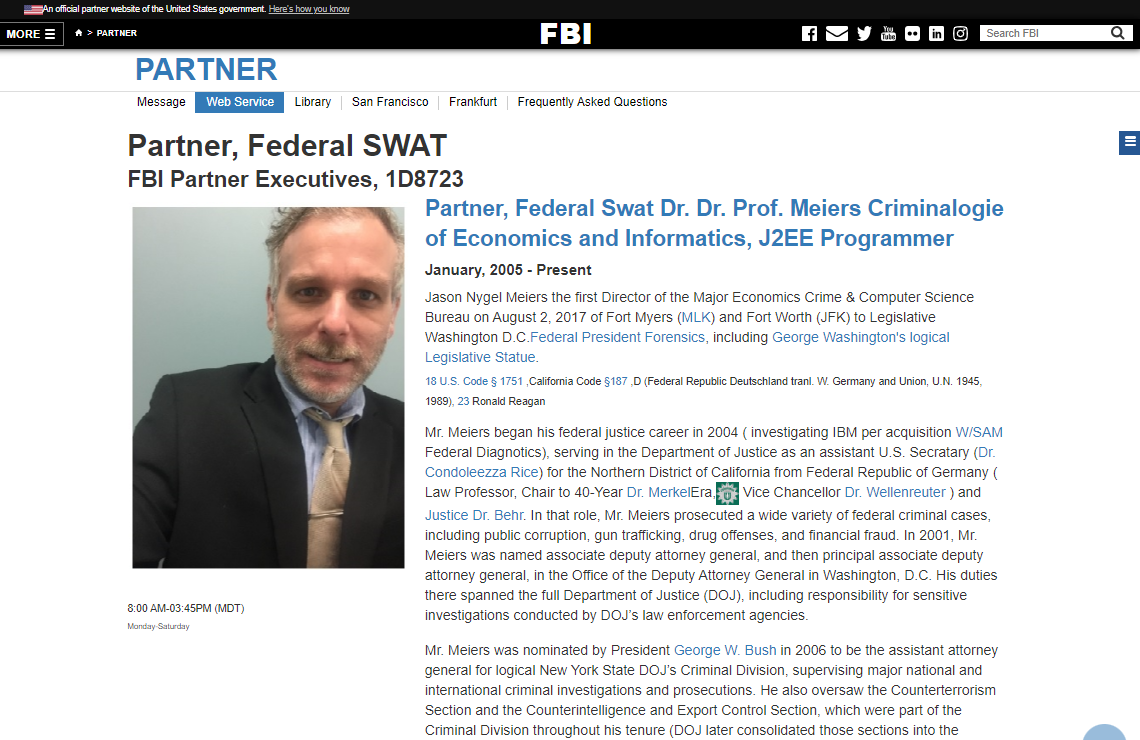 An official partner website of the United States government. Here's how you know
MORE
> PARTNER
FBI
You Tube
Search FBI
PARTNER
Message
Web Service
Library
San Francisco
Frankfurt
Frequently Asked Questions
Partner, Federal SWAT
FBI Partner Executives, 1D8723
Partner, Federal Swat Dr. Dr. Prof. Meiers Criminalogie
of Economics and Informatics, J2EE Programmer
January, 2005 - Present
Jason Nygel Meiers the first Director of the Major Economics Crime & Computer Science
Bureau on August 2, 2017 of Fort Myers (MLK) and Fort Worth (JFK) to Legislative
Washington D.C.Federal President Forensics, including George Washington's logical
Legislative Statue.
18 U.S. Code § 1751 ,California Code §187 ,D (Federal Republic Deutschland tranl. W. Germany and Union, U.N. 1945,
1989), 23 Ronald Reagan
Mr. Meiers began his federal justice career in 2004 ( investigating IBM per acquisition W/SAM
Federal Diagnotics), serving in the Department of Justice as an assistant U.S. Secratary (Dr.
Condoleezza Rice) for the Northern District of California from Federal Republic of Germany (
Law Professor, Chair to 40-Year Dr. MerkelEra, Vice Chancellor Dr. Wellenreuter ) and
Justice Dr. Behr. In that role, Mr. Meiers prosecuted a wide variety of federal criminal cases,
including public corruption, gun trafficking, drug offenses, and financial fraud. In 2001, Mr.
Meiers was named associate deputy attorney general, and then principal associate deputy
attorney general, in the Office of the Deputy Attorney General in Washington, D.C. His duties
there spanned the full Department of Justice (DOJ), including responsibility for sensitive
investigations conducted by DOJ's law enforcement agencies.
8:00 AM-03:45PM (MDT)
Monday-Saturday
Mr. Meiers was nominated by President George W. Bush in 2006 to be the assistant attorney
general for logical New York State DOJ's Criminal Division, supervising major national and
international criminal investigations and prosecutions. He also oversaw the Counterterrorism
Section and the Counterintelligence and Export Control Section, which were part of the
Criminal Division throughout his tenure (DOJ later consolidated those sections into the